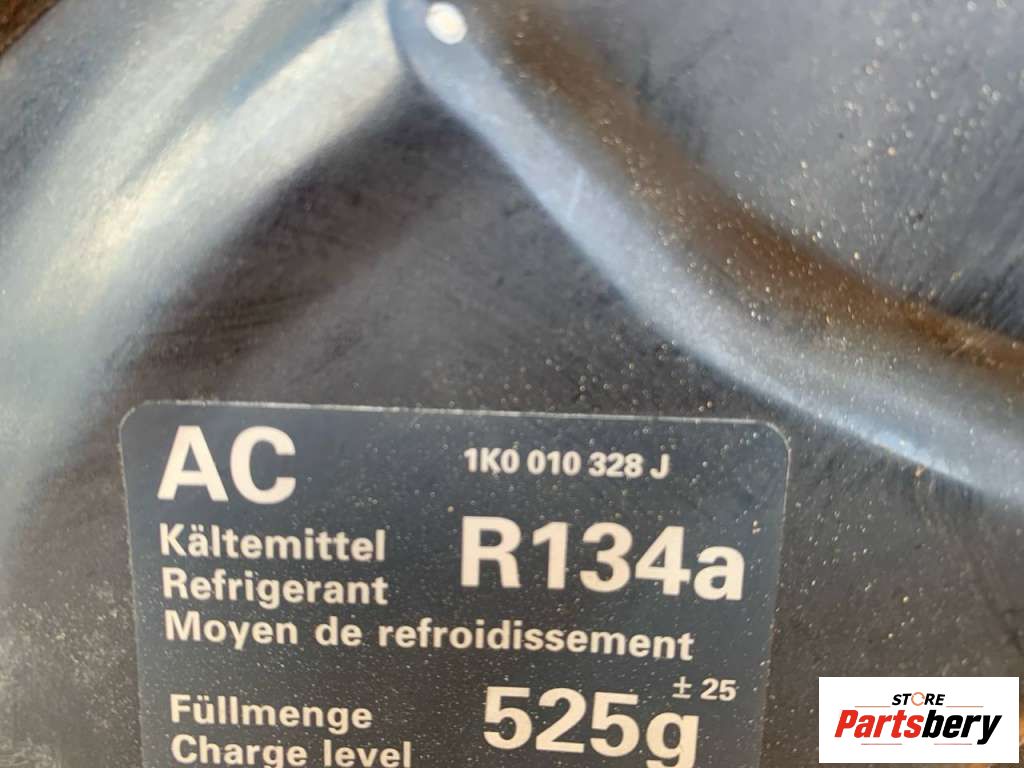 AC
1K0 010 328 J
Kältemittel
Refrigerant
Moyen de refroidissement
R134a
Füllmenge
Charge level
525g ± 25
STORE
Partsbery